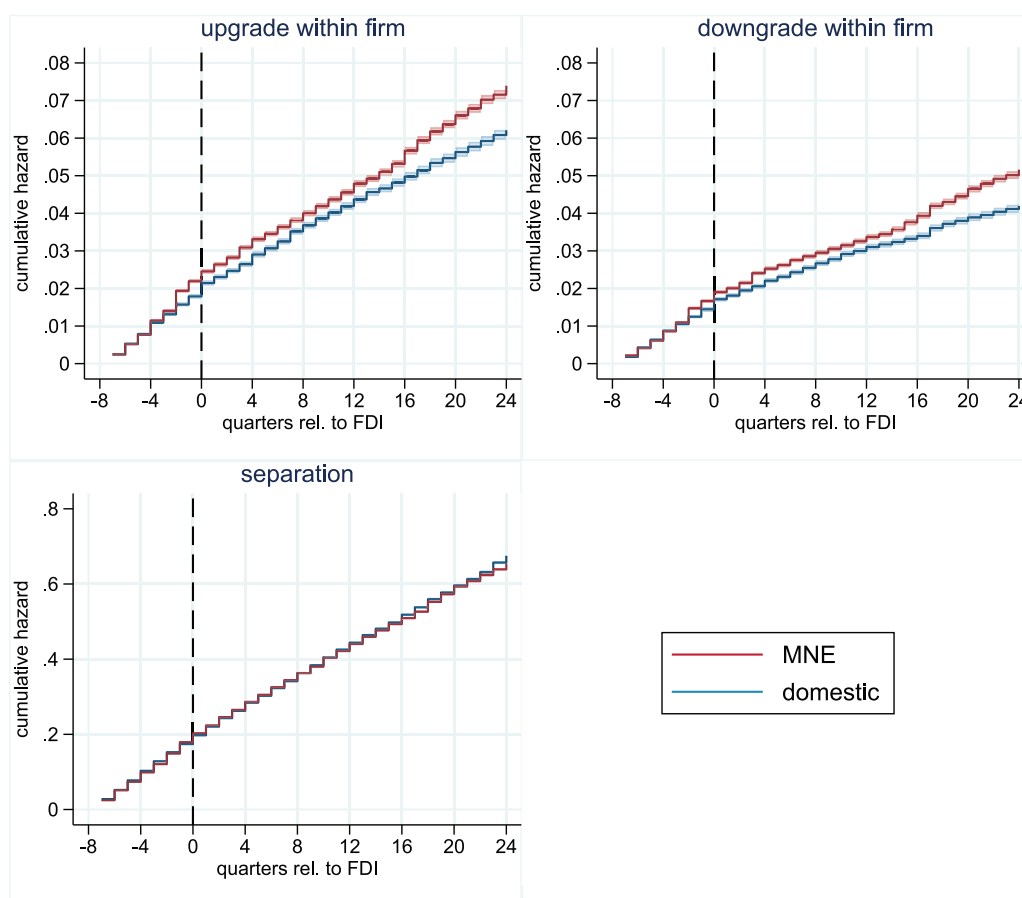 upgrade within firm
cumulative hazard
.08
.07
.06
.05
.04
.03
.02
.01
0
-8 -4 0 4 8 12 16 20 24
quarters rel. to FDI
downgrade within firm
cumulative hazard
.08
.07
.06
.05
.04
.03
.02
.01
0
-8 -4 0 4 8 12 16 20 24
quarters rel. to FDI
separation
cumulative hazard
.8
.6
.4
.2
0
-8 -4 0 4 8 12 16 20 24
quarters rel. to FDI
MNE
domestic